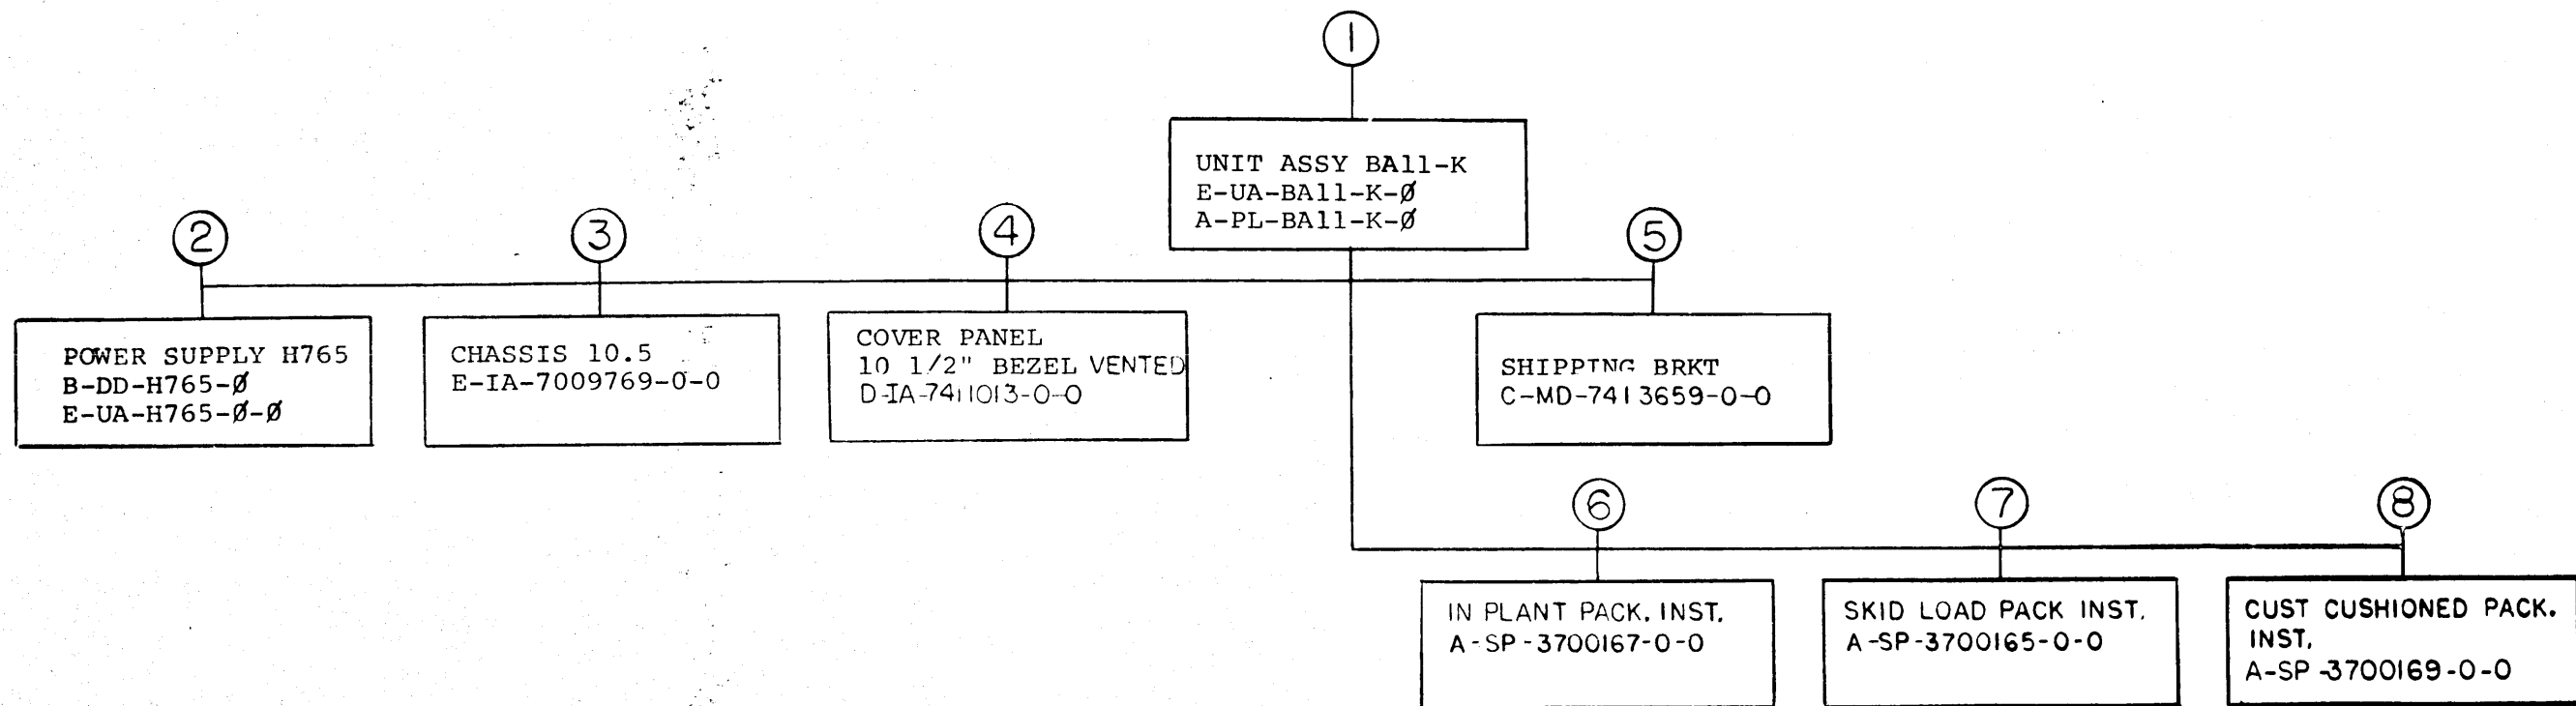 1
UNIT ASSY BA11-K
E-UA-BA11-K-Ø
A-PL-BA11-K-Ø
2
POWER SUPPLY H765
B-DD-H765-Ø
E-UA-H765-Ø-Ø
3
CHASSIS 10.5
E-IA-7009769-0-0
4
COVER PANEL
10 1/2" BEZEL VENTED
D-IA-7411013-0-0
5
SHIPPING BRKT
C-MD-7413659-0-0
6
IN PLANT PACK. INST.
A-SP-3700167-0-0
7
SKID LOAD PACK INST.
A-SP-3700165-0-0
8
CUST CUSHIONED PACK.
INST.
A-SP-3700169-0-0